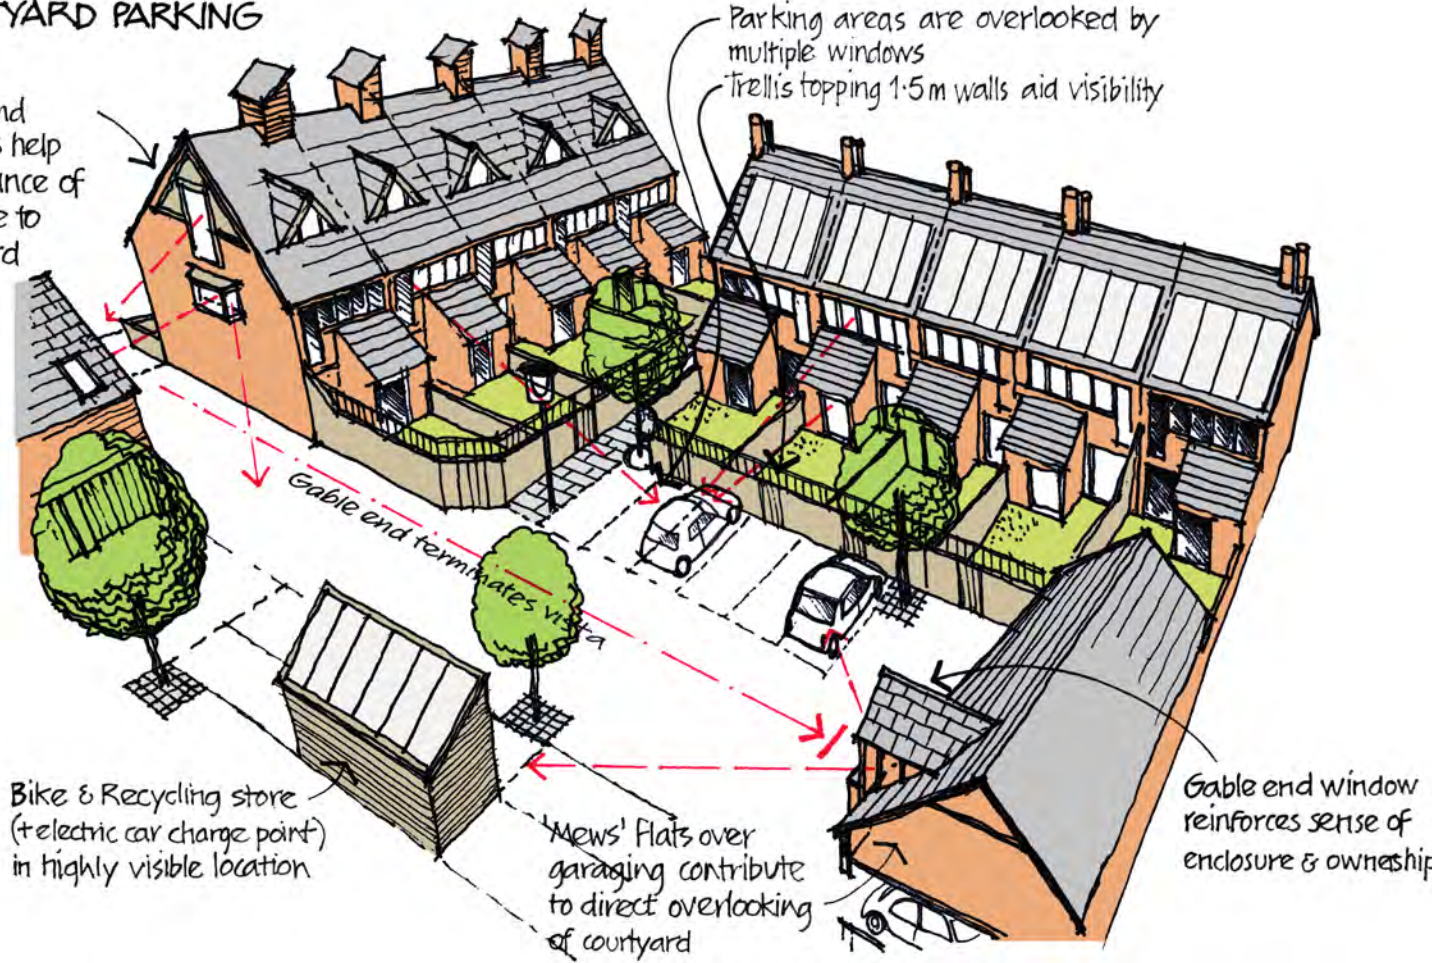 YARD PARKING
Parking areas are overlooked by
multiple windows
Trellis topping 1·5m walls aid visibility
help
of
to
Gable end terminates vista
Bike & Recycling store
(+electric car charge point)
in highly visible location
'Mews' Flats over
garaging contribute
to direct overlooking
of courtyard
Gable end window
reinforces sense of
enclosure & ownership